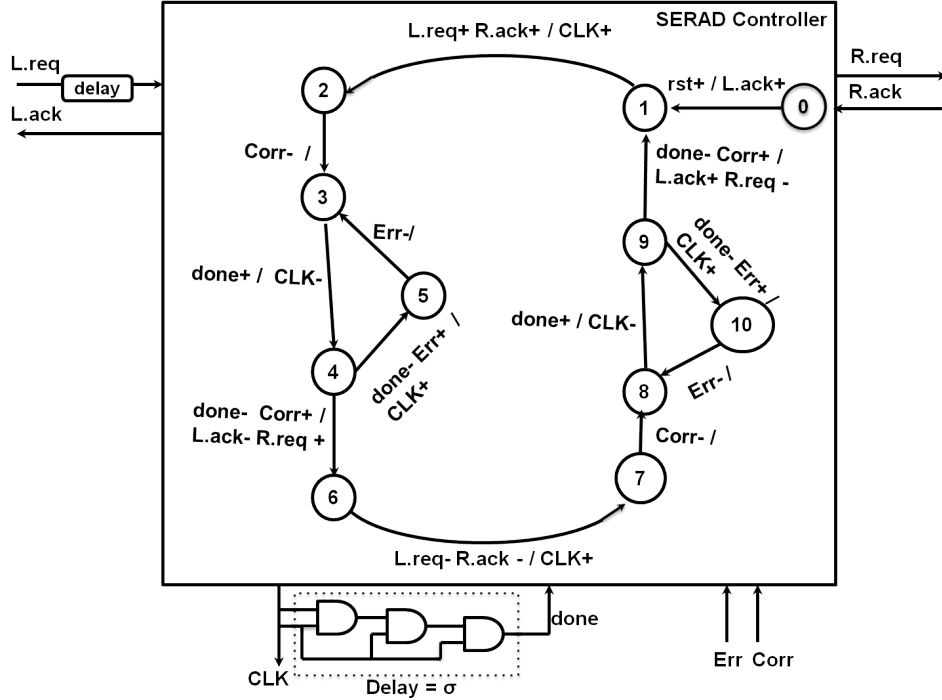 SERAD Controller
L.req+ R.ack+ / CLK+
L.req
delay
L.ack
R.req
R.ack
rst+ / L.ack+
0
1
2
Corr- /
done- Corr+ /
L.ack+ R.req -
3
Err-/
9
done- Err+ /
CLK+
done+ / CLK-
5
done+ / CLK-
10
4
done- Err+ /
CLK+
8
Err- /
done- Corr+ /
L.ack- R.req +
Corr- /
6
7
L.req- R.ack - / CLK+
done
CLK
Delay = σ
Err Corr